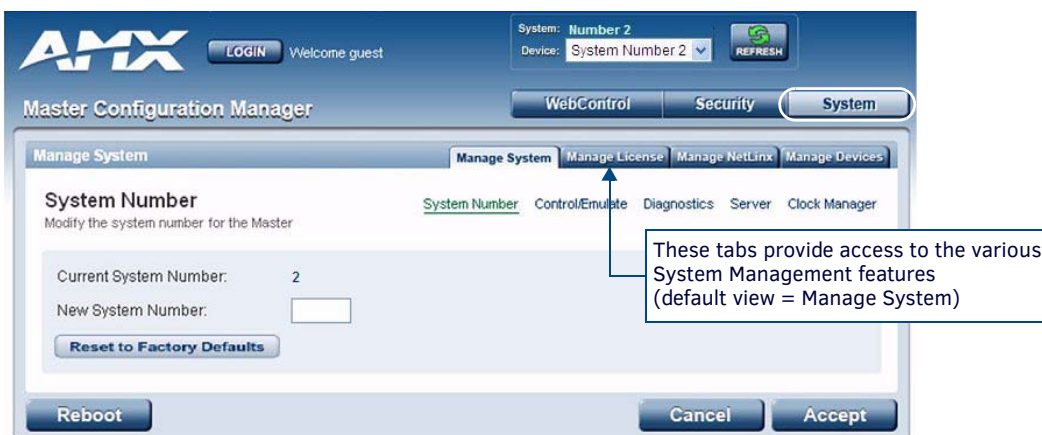 AMX LOGIN Welcome guest
System: Number 2
Device: System Number 2
REFRESH
Master Configuration Manager
WebControl Security System
Manage System
Manage System Manage License Manage NetLinx Manage Devices
System Number
Modify the system number for the Master
System Number Control/Emulate Diagnostics Server Clock Manager
These tabs provide access to the various
System Management features
(default view = Manage System)
Current System Number: 2
New System Number:
Reset to Factory Defaults
Reboot Cancel Accept